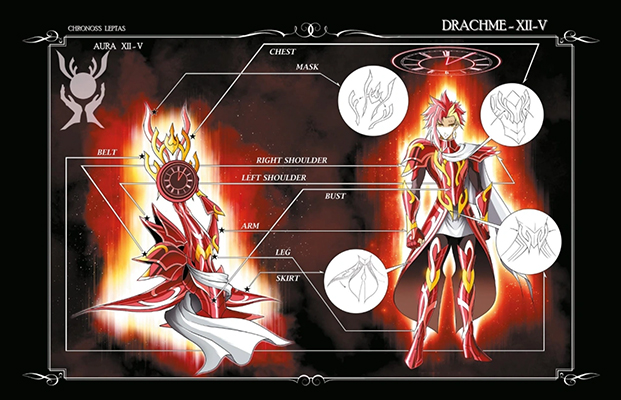 CHRONOSS LEPTAS
DRACHME - XII-V
AURA XII-V
CHEST
MASK
BELT
RIGHT SHOULDER
LEFT SHOULDER
BUST
ARM
LEG
SKIRT